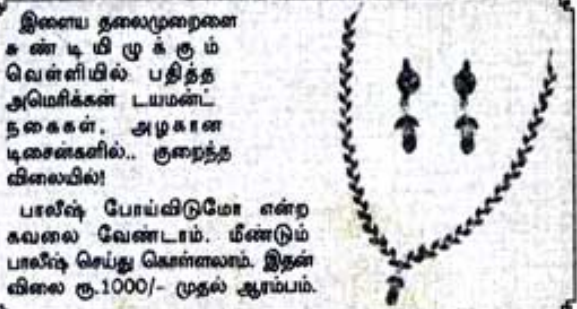 இளைய தலைமுறைளை
சுண்டியிழுக்கும்
வெள்ளியில் பதித்த
அமெரிக்கன் டயமண்ட்
நகைகள். அழகான
டிசைன்களில்.. குறைந்த
விலையில்!
பாலீஷ் போய்விடுமோ என்ற
கவலை வேண்டாம். மீண்டும்
பாலீஷ் செய்து கொள்ளலாம். இதன்
விலை ரூ.1000/- முதல் ஆரம்பம்.